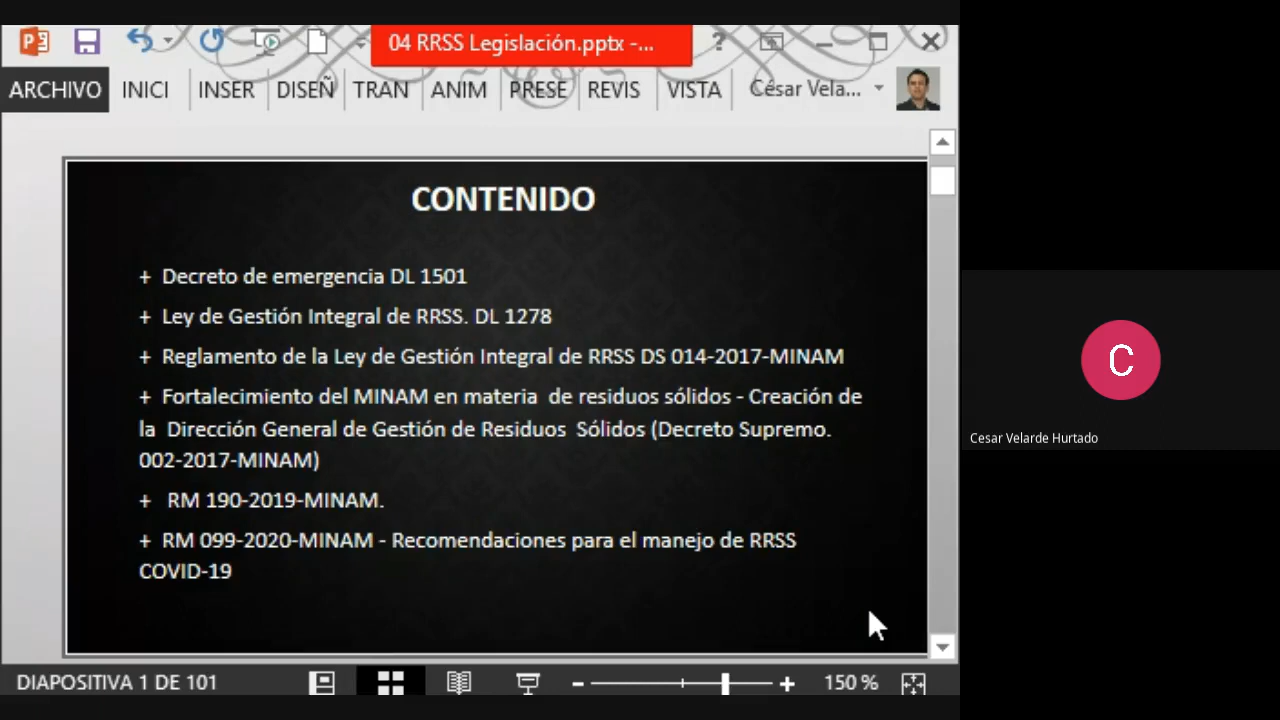 04 RRSS Legislación.pptx -...
?
ARCHIVO INICI INSER DISEÑ TRAN ANIM PRESE REVIS VISTA César Vela...
CONTENIDO
+ Decreto de emergencia DL 1501
+ Ley de Gestión Integral de RRSS. DL 1278
+ Reglamento de la Ley de Gestión Integral de RRSS DS 014-2017-MINAM
+ Fortalecimiento del MINAM en materia de residuos sólidos - Creación de
la Dirección General de Gestión de Residuos Sólidos (Decreto Supremo.
002-2017-MINAM)
+ RM 190-2019-MINAM.
+ RM 099-2020-MINAM - Recomendaciones para el manejo de RRSS
COVID-19
C
Cesar Velarde Hurtado
DIAPOSITIVA 1 DE 101 150 %